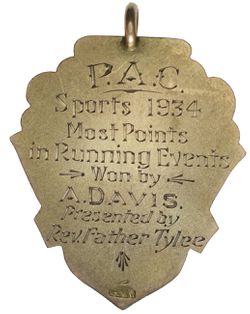 P.A.C
Sports 1934
Most Points
in Running Events
Won by
A. DAVIS.
Presented by
Rev. Father Tylee